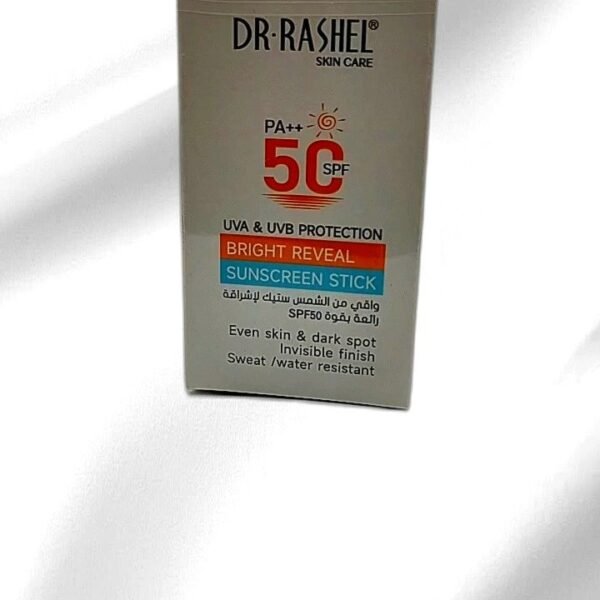 DR·RASHEL®
SKIN CARE
PA++
50 SPF
UVA & UVB PROTECTION
BRIGHT REVEAL
SUNSCREEN STICK
واقي من الشمس ستيك لإشراقة
رائعة بقوة SPF50
Even skin & dark spot
Invisible finish
Sweat /water resistant